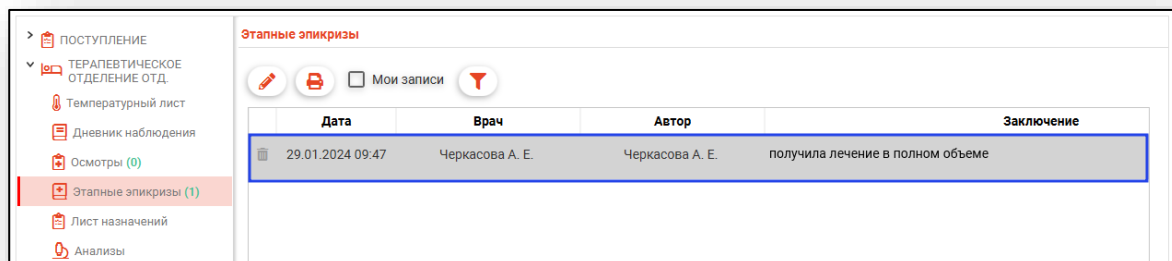 ПОСТУПЛЕНИЕ
ТЕРАПЕВТИЧЕСКОЕ
ОТДЕЛЕНИЕ ОТД.
Температурный лист
Дневник наблюдения
Осмотры (0)
Этапные эпикризы (1)
Лист назначений
Анализы
Этапные эпикризы
Мои записи
Дата Врач Автор Заключение
29.01.2024 09:47 Черкасова А. Е. Черкасова А. Е. получила лечение в полном объеме